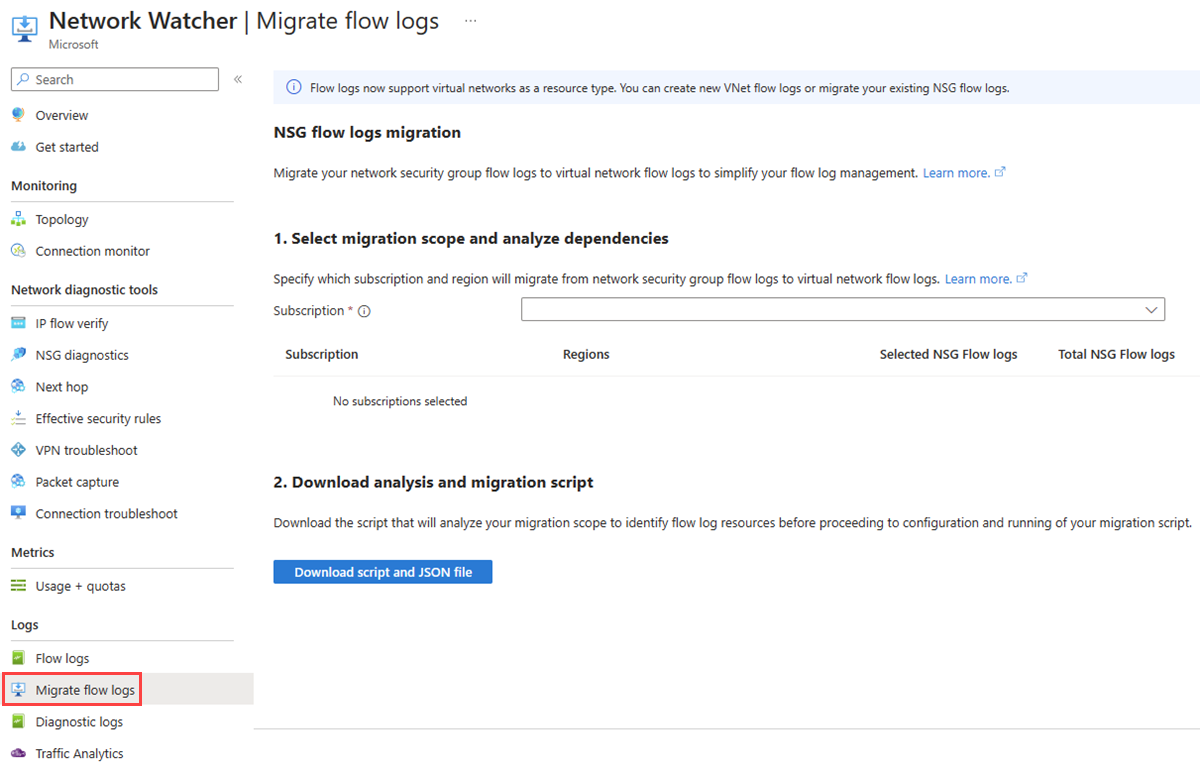 Network Watcher | Migrate flow logs ...
Microsoft
Search «
Overview
Get started
Monitoring
Topology
Connection monitor
Network diagnostic tools
IP flow verify
NSG diagnostics
Next hop
Effective security rules
VPN troubleshoot
Packet capture
Connection troubleshoot
Metrics
Usage + quotas
Logs
Flow logs
Migrate flow logs
Diagnostic logs
Traffic Analytics
Flow logs now support virtual networks as a resource type. You can create new VNet flow logs or migrate your existing NSG flow logs.
NSG flow logs migration
Migrate your network security group flow logs to virtual network flow logs to simplify your flow log management. Learn more.
1. Select migration scope and analyze dependencies
Specify which subscription and region will migrate from network security group flow logs to virtual network flow logs. Learn more.
Subscription *
Subscription Regions Selected NSG Flow logs Total NSG Flow logs
No subscriptions selected
2. Download analysis and migration script
Download the script that will analyze your migration scope to identify flow log resources before proceeding to configuration and running of your migration script.
Download script and JSON file